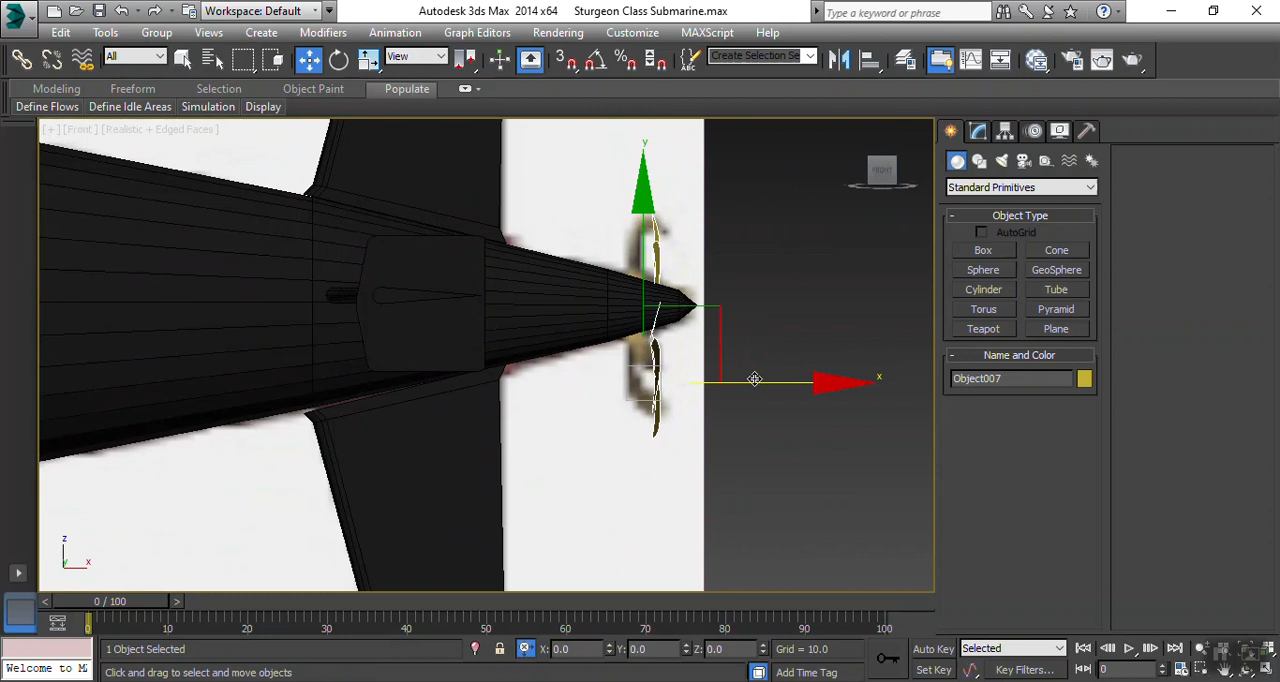 Workspace: Default
Autodesk 3ds Max 2014 x64 Sturgeon Class Submarine.max
Type a keyword or phrase
Edit Tools Group Views Create Modifiers Animation Graph Editors Rendering Customize MAXScript Help
All
View
3
Create Selection Se
Modeling Freeform Selection Object Paint Populate
Define Flows Define Idle Areas Simulation Display
[ + ] [Front ] [Realistic + Edged Faces ]
FRONT
y
x
z
y x
Standard Primitives
- Object Type
AutoGrid
Box Cone
Sphere GeoSphere
Cylinder Tube
Torus Pyramid
Teapot Plane
- Name and Color
Object007
< 0 / 100 >
0 10 20 30 40 50 60 70 80 90 100
1 Object Selected
X: 0.0 Y: 0.0 Z: 0.0 Grid = 10.0
Auto Key Selected
Welcome to M
Click and drag to select and move objects
Add Time Tag
Set Key Key Filters...
0